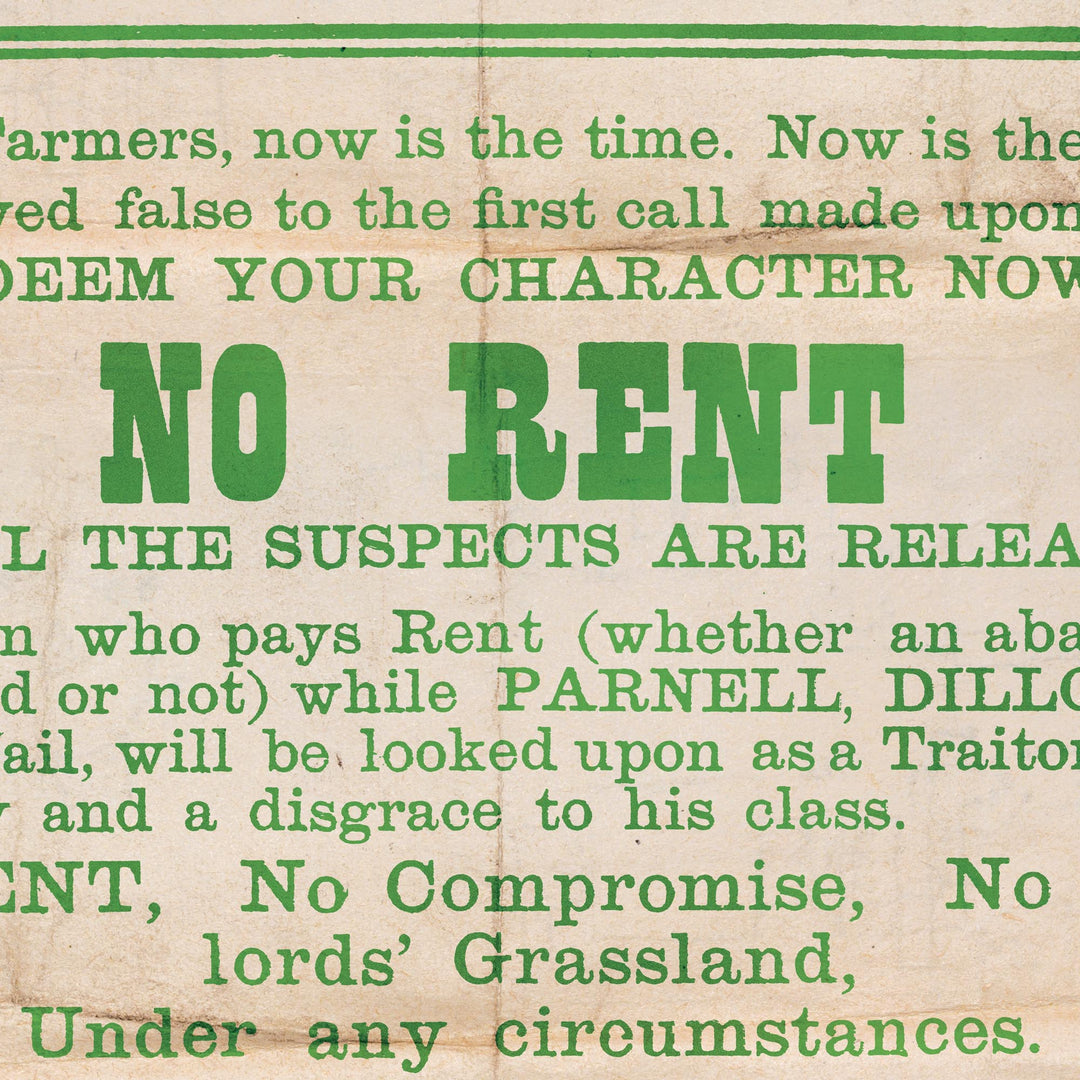 Farmers, now is the time. Now is the
ved false to the first call made upon
DEEM YOUR CHARACTER NOW
NO RENT
L THE SUSPECTS ARE RELEA
n who pays Rent (whether an aba
d or not) while PARNELL, DILLO
ail, will be looked upon as a Traitor
y and a disgrace to his class.
ENT, No Compromise, No
lords' Grassland,
Under any circumstances.